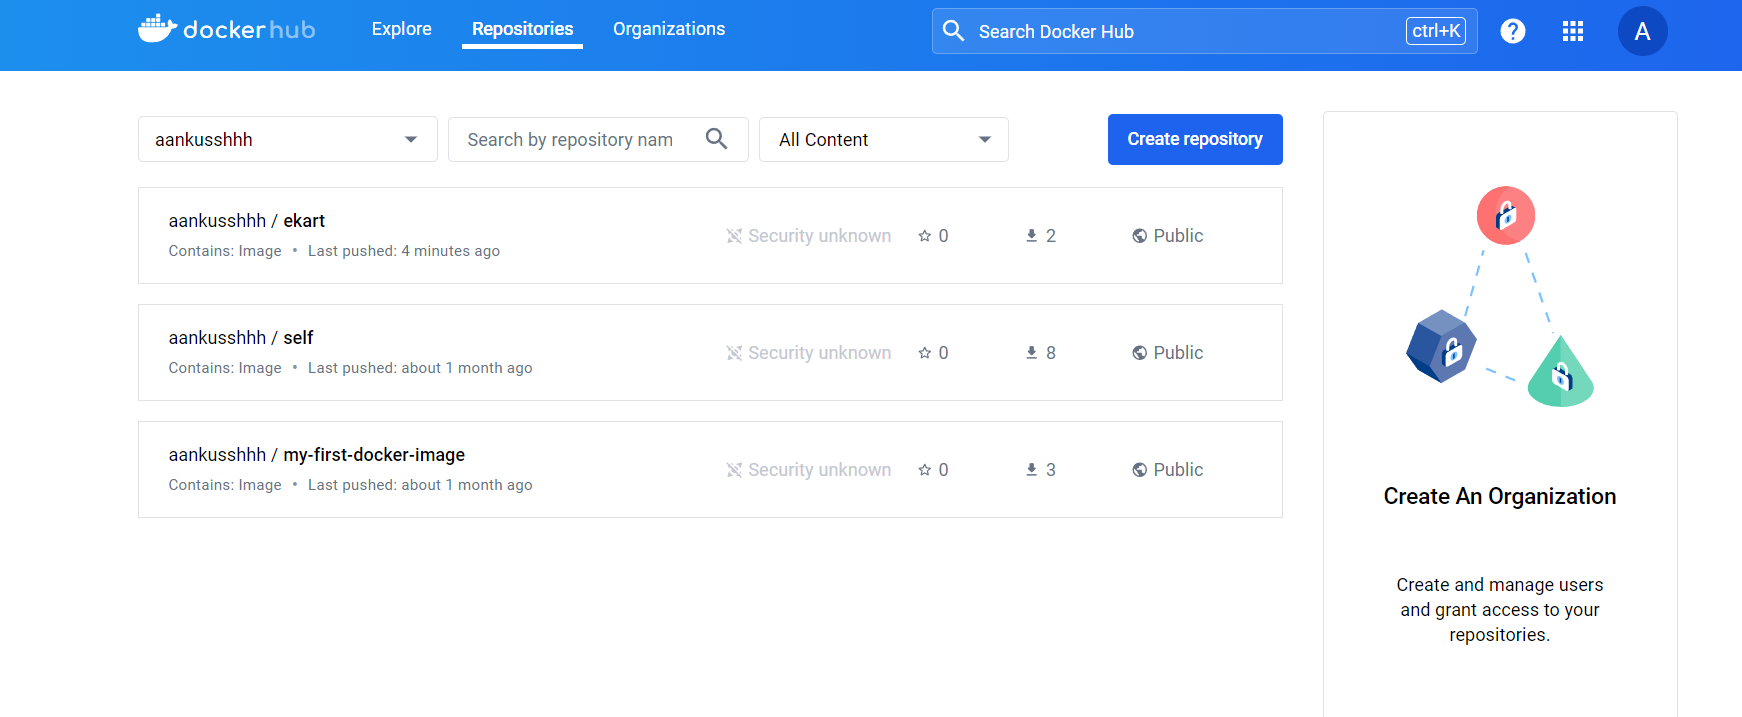 dockerhub Explore Repositories Organizations Search Docker Hub ctrl+K ? A
aankusshhh Search by repository nam All Content Create repository
aankusshhh / ekart
Contains: Image • Last pushed: 4 minutes ago
Security unknown 0 2 Public
aankusshhh / self
Contains: Image • Last pushed: about 1 month ago
Security unknown 0 8 Public
aankusshhh / my-first-docker-image
Contains: Image • Last pushed: about 1 month ago
Security unknown 0 3 Public
Create An Organization
Create and manage users
and grant access to your
repositories.